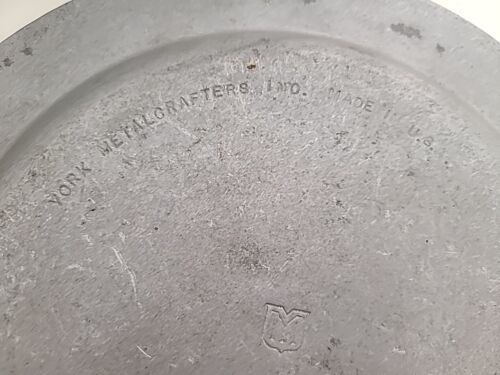 YORK METALCRAFTERS, INC. MADE I U.S.